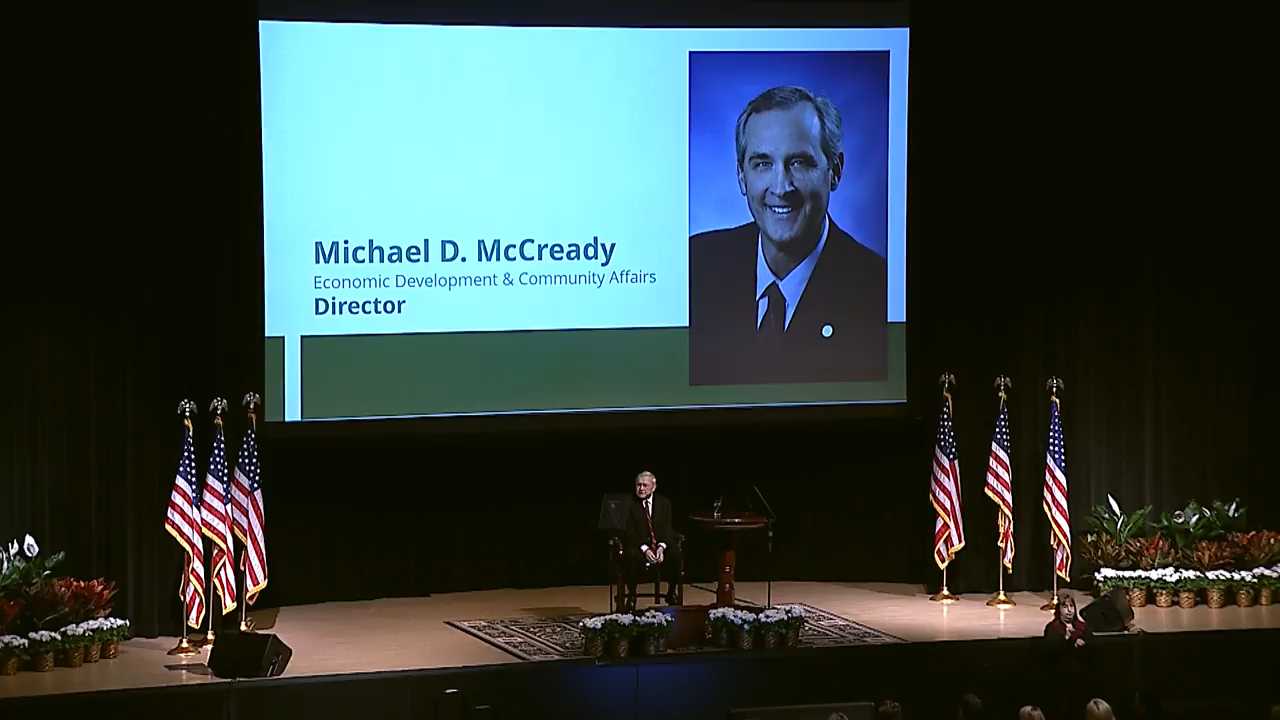 Michael D. McCready
Economic Development & Community Affairs
Director